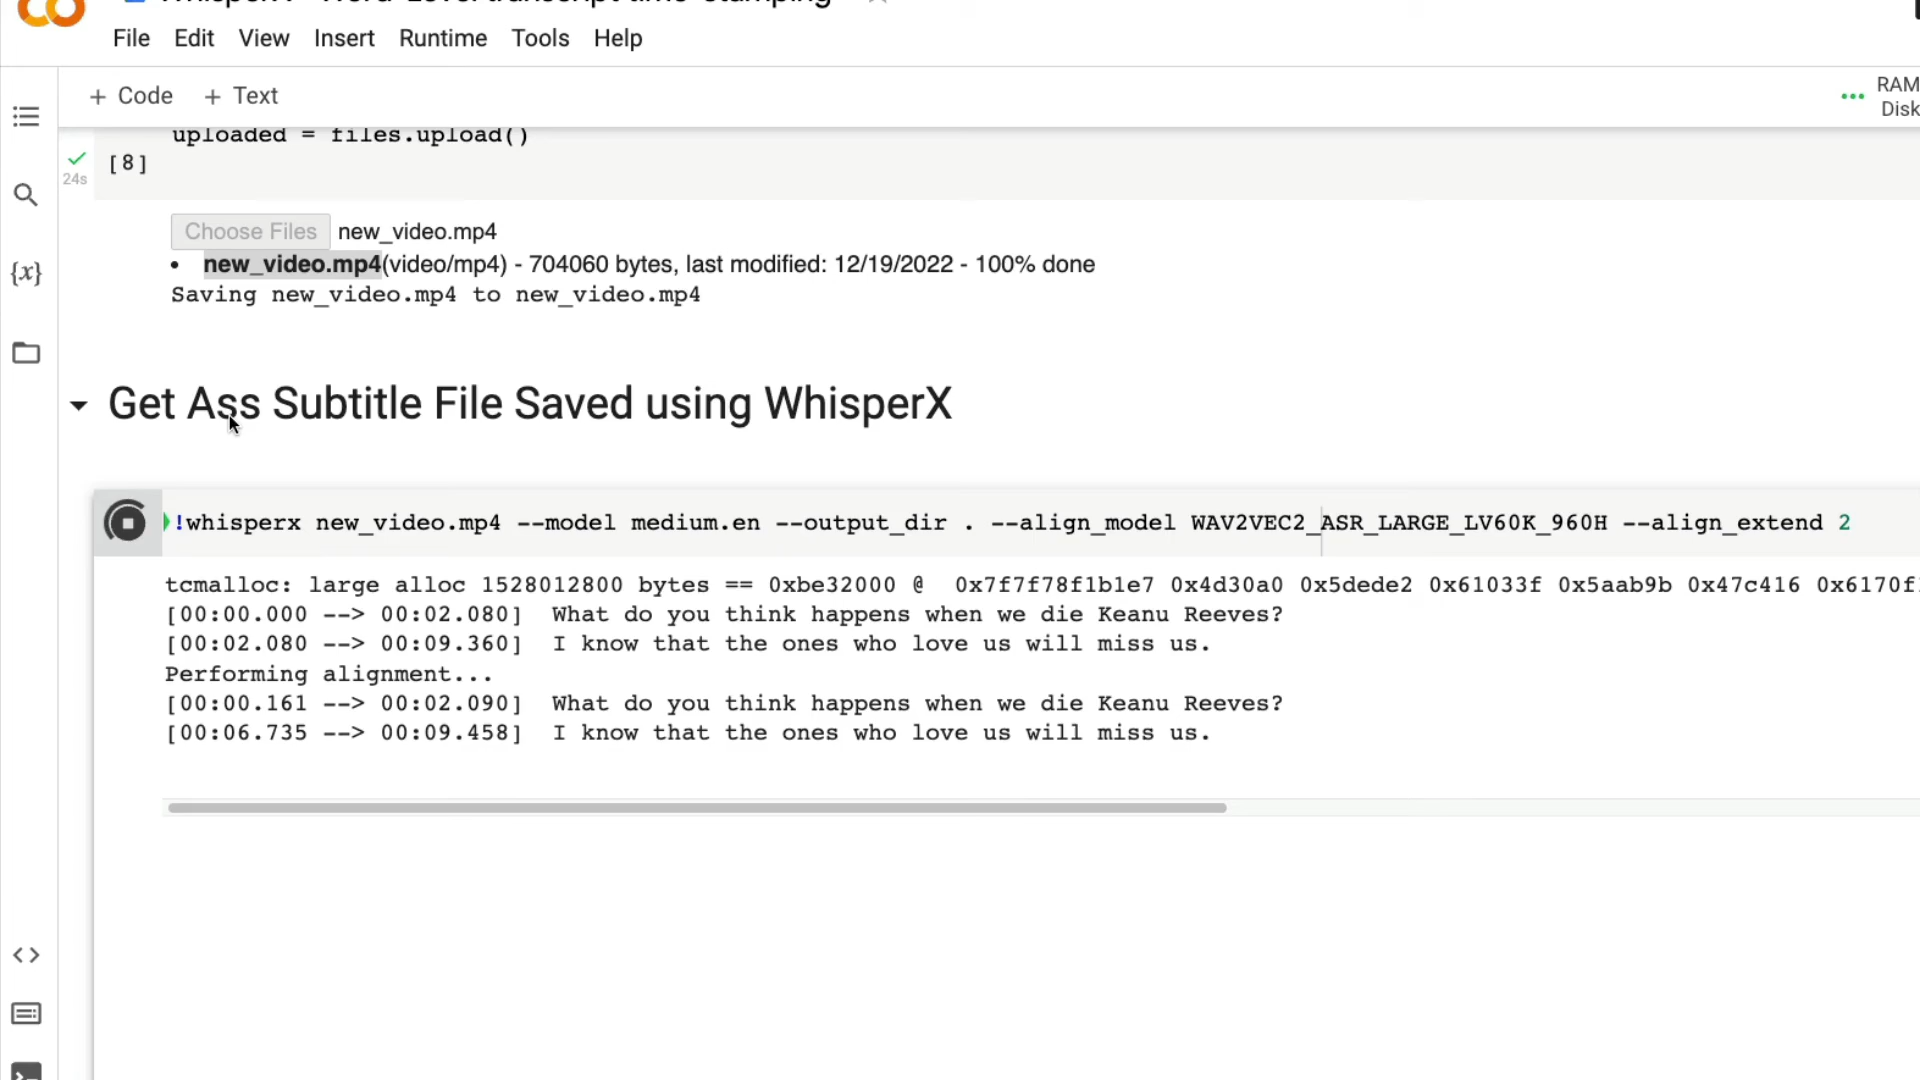 WhisperX - Word-Level transcript time-stamping
File Edit View Insert Runtime Tools Help
+ Code + Text
RAM
Disk
uploaded = files.upload()
[8]
24s
Choose Files new_video.mp4
• new_video.mp4(video/mp4) - 704060 bytes, last modified: 12/19/2022 - 100% done
Saving new_video.mp4 to new_video.mp4
Get Ass Subtitle File Saved using WhisperX
!whisperx new_video.mp4 --model medium.en --output_dir . --align_model WAV2VEC2_ASR_LARGE_LV60K_960H --align_extend 2
tcmalloc: large alloc 1528012800 bytes == 0xbe32000 @  0x7f7f78f1b1e7 0x4d30a0 0x5dede2 0x61033f 0x5aab9b 0x47c416 0x6170f
[00:00.000 --> 00:02.080]  What do you think happens when we die Keanu Reeves?
[00:02.080 --> 00:09.360]  I know that the ones who love us will miss us.
Performing alignment...
[00:00.161 --> 00:02.090]  What do you think happens when we die Keanu Reeves?
[00:06.735 --> 00:09.458]  I know that the ones who love us will miss us.